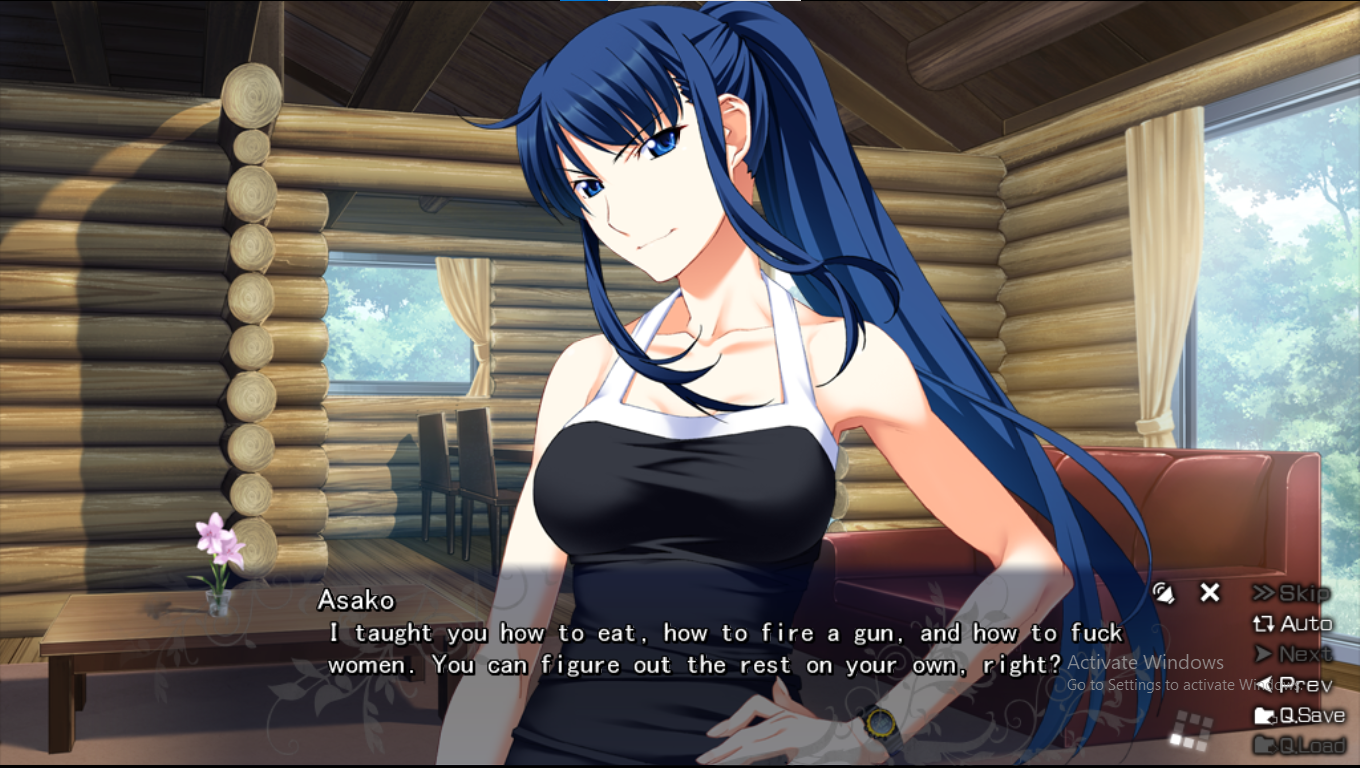 Asako
I taught you how to eat, how to fire a gun, and how to fuck
women. You can figure out the rest on your own, right?
Skip
Auto
Next
Activate Windows
Go to Settings to activate Windows.
Prev
Q.Save
Q.Load